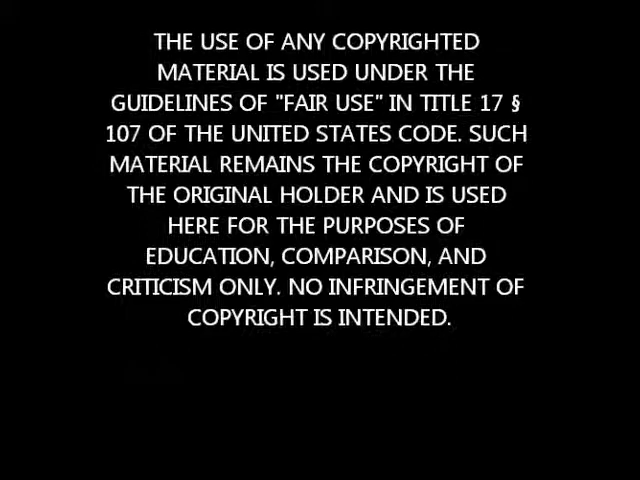 THE USE OF ANY COPYRIGHTED
MATERIAL IS USED UNDER THE
GUIDELINES OF "FAIR USE" IN TITLE 17 §
107 OF THE UNITED STATES CODE. SUCH
MATERIAL REMAINS THE COPYRIGHT OF
THE ORIGINAL HOLDER AND IS USED
HERE FOR THE PURPOSES OF
EDUCATION, COMPARISON, AND
CRITICISM ONLY. NO INFRINGEMENT OF
COPYRIGHT IS INTENDED.